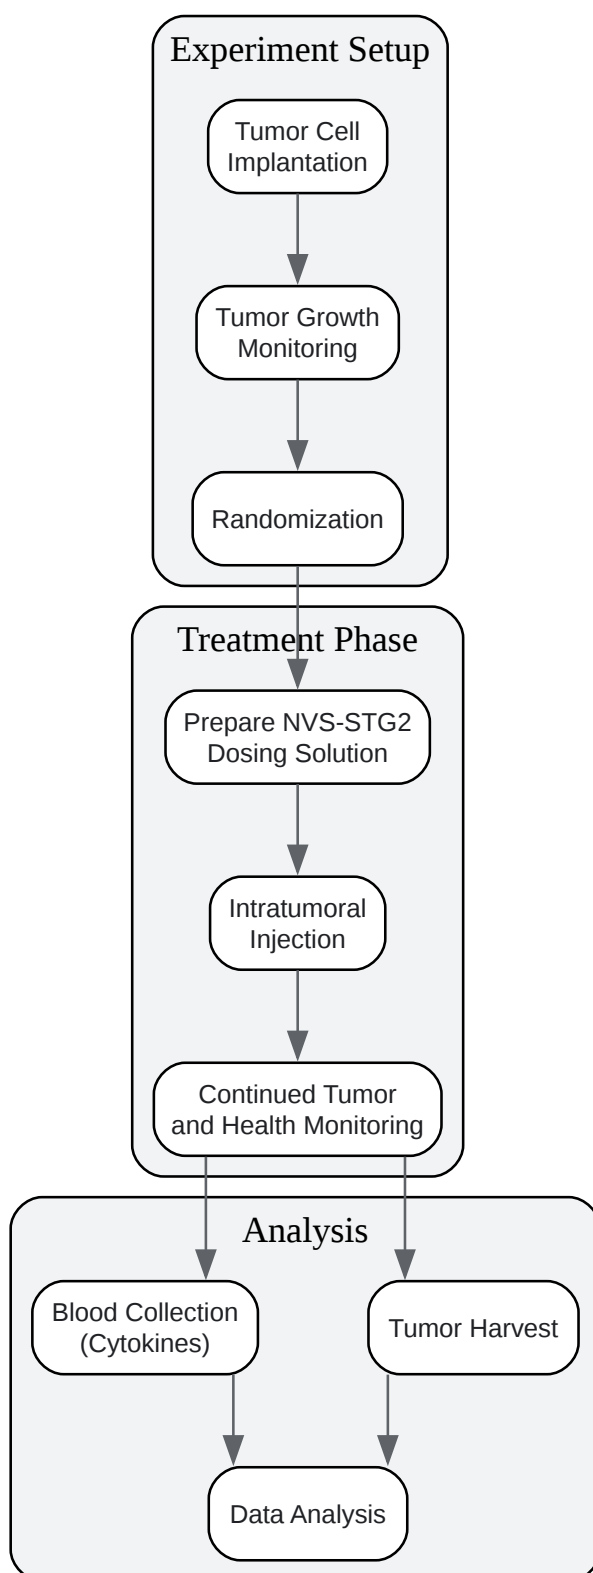 Experiment Setup
Tumor Cell
Implantation
Tumor Growth
Monitoring
Randomization
Treatment Phase
Prepare NVS-STG2
Dosing Solution
Intratumoral
Injection
Continued Tumor
and Health Monitoring
Analysis
Blood Collection
(Cytokines)
Tumor Harvest
Data Analysis